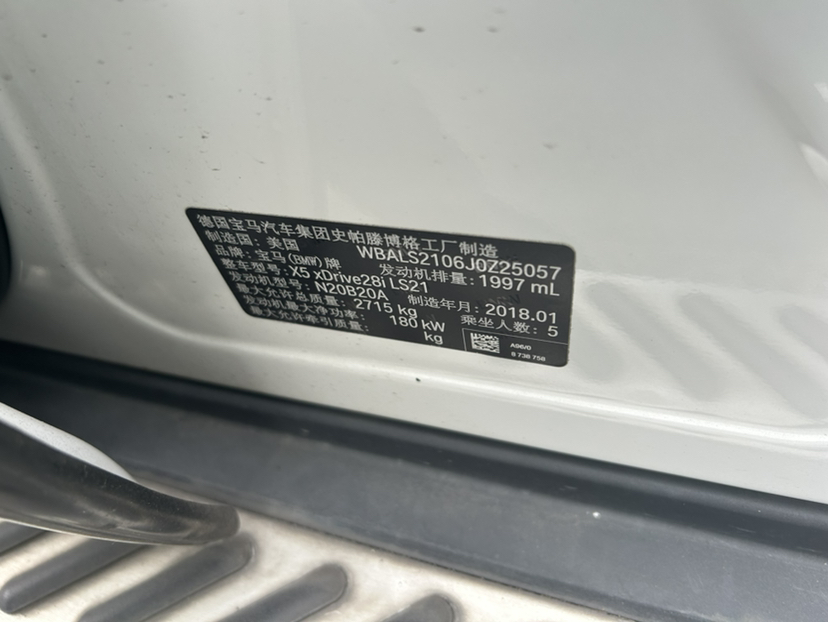 德国宝马汽车集团史帕滕博格工厂制造
制造国：美国 WBALS2106J0Z25057
品牌：宝马(BMW)牌 发动机排量：1997 mL
整车型号：X5 xDrive28i LS21
发动机型号：N20B20A 制造年月：2018.01
最大允许总质量：2715 kg 乘坐人数：5
发动机最大净功率：180 kW
最大允许牵引质量： kg
A96/0
8 738 758